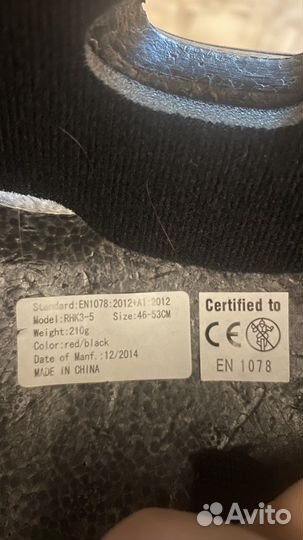 Standard:EN1078:2012+A1:2012
Model:RHK3-5 Size:46-53CM
Weight:210g
Color:red/black
Date of Manf.:12/2014
MADE IN CHINA
Certified to
CE
EN 1078
Avito